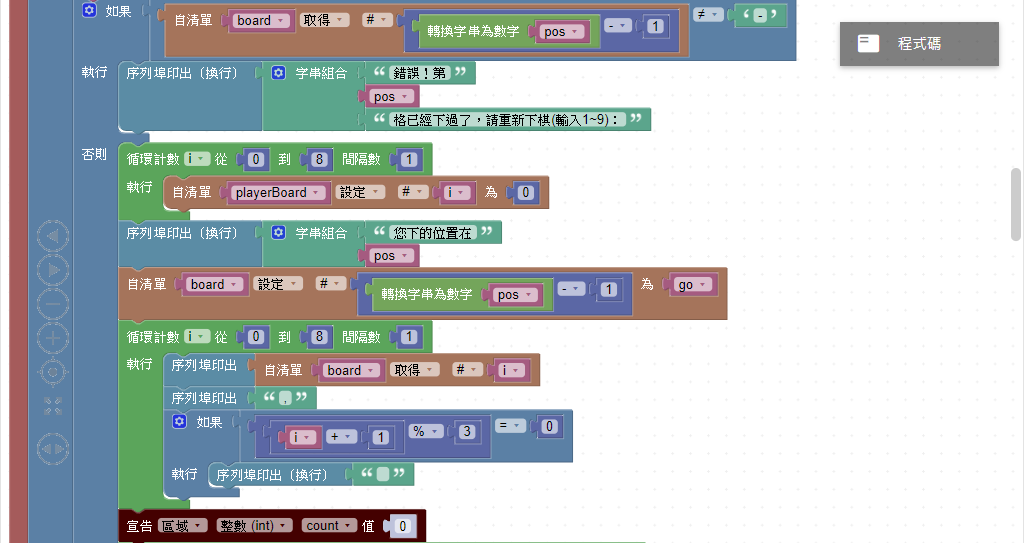 如果 自清單 board 取得 # 轉換字串為數字 pos - 1 ≠ “ - ”
程式碼
執行 序列埠印出（換行） 字串組合 “ 錯誤！第 ”
pos
“ 格已經下過了，請重新下棋(輸入1~9)： ”
否則 循環計數 i 從 0 到 8 間隔數 1
執行 自清單 playerBoard 設定 # i 為 0
序列埠印出（換行） 字串組合 “ 您下的位置在 ”
pos
自清單 board 設定 # 轉換字串為數字 pos - 1 為 go
循環計數 i 從 0 到 8 間隔數 1
執行 序列埠印出 自清單 board 取得 # i
序列埠印出 “ , ”
如果 i + 1 % 3 = 0
執行 序列埠印出（換行） “ ”
宣告 區域 整數 (int) count 值 0